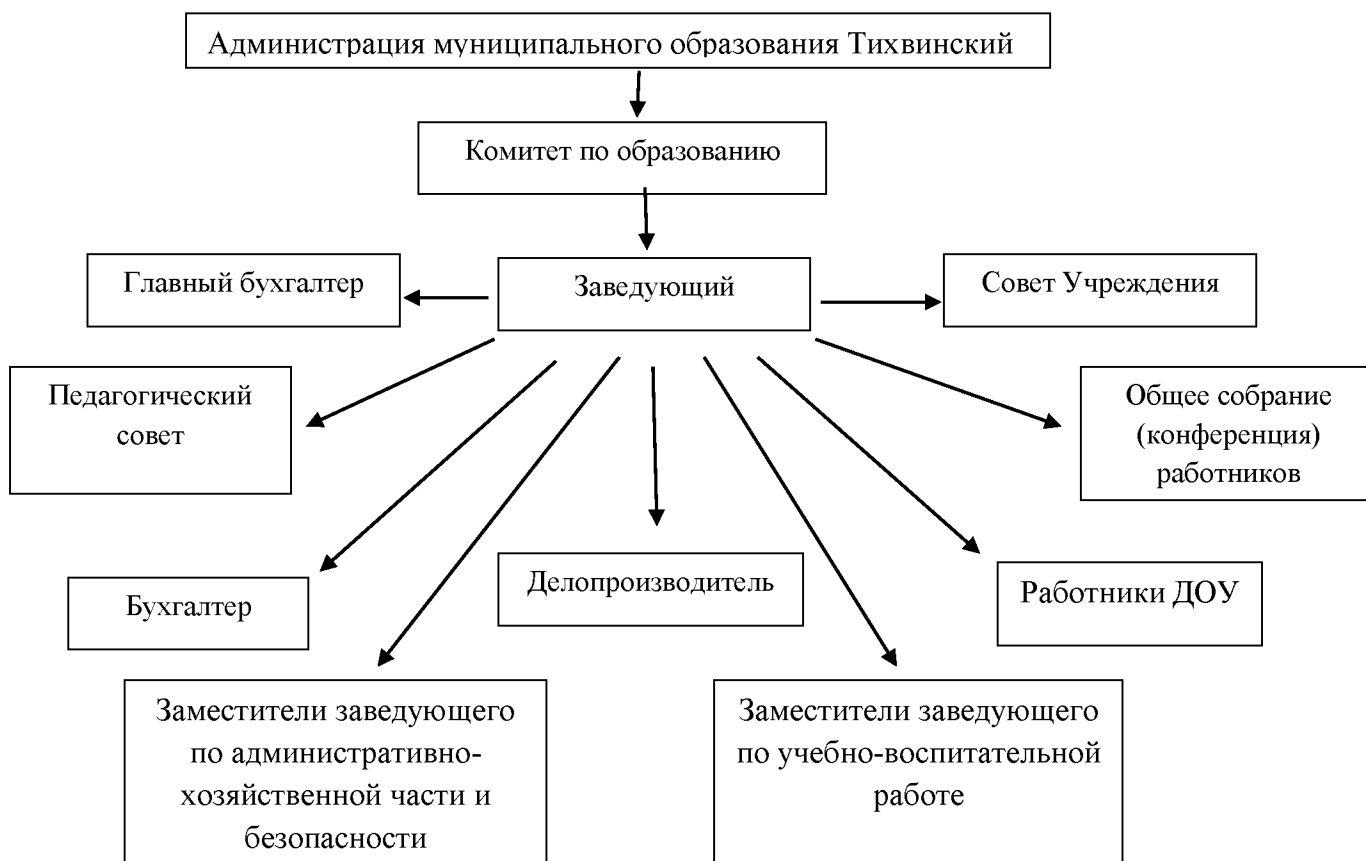 Администрация муниципального образования Тихвинский
Комитет по образованию
Главный бухгалтер
Заведующий
Совет Учреждения
Педагогический
совет
Общее собрание
(конференция)
работников
Бухгалтер
Делопроизводитель
Работники ДОУ
Заместители заведующего
по административно-
хозяйственной части и
безопасности
Заместители заведующего
по учебно-воспитательной
работе